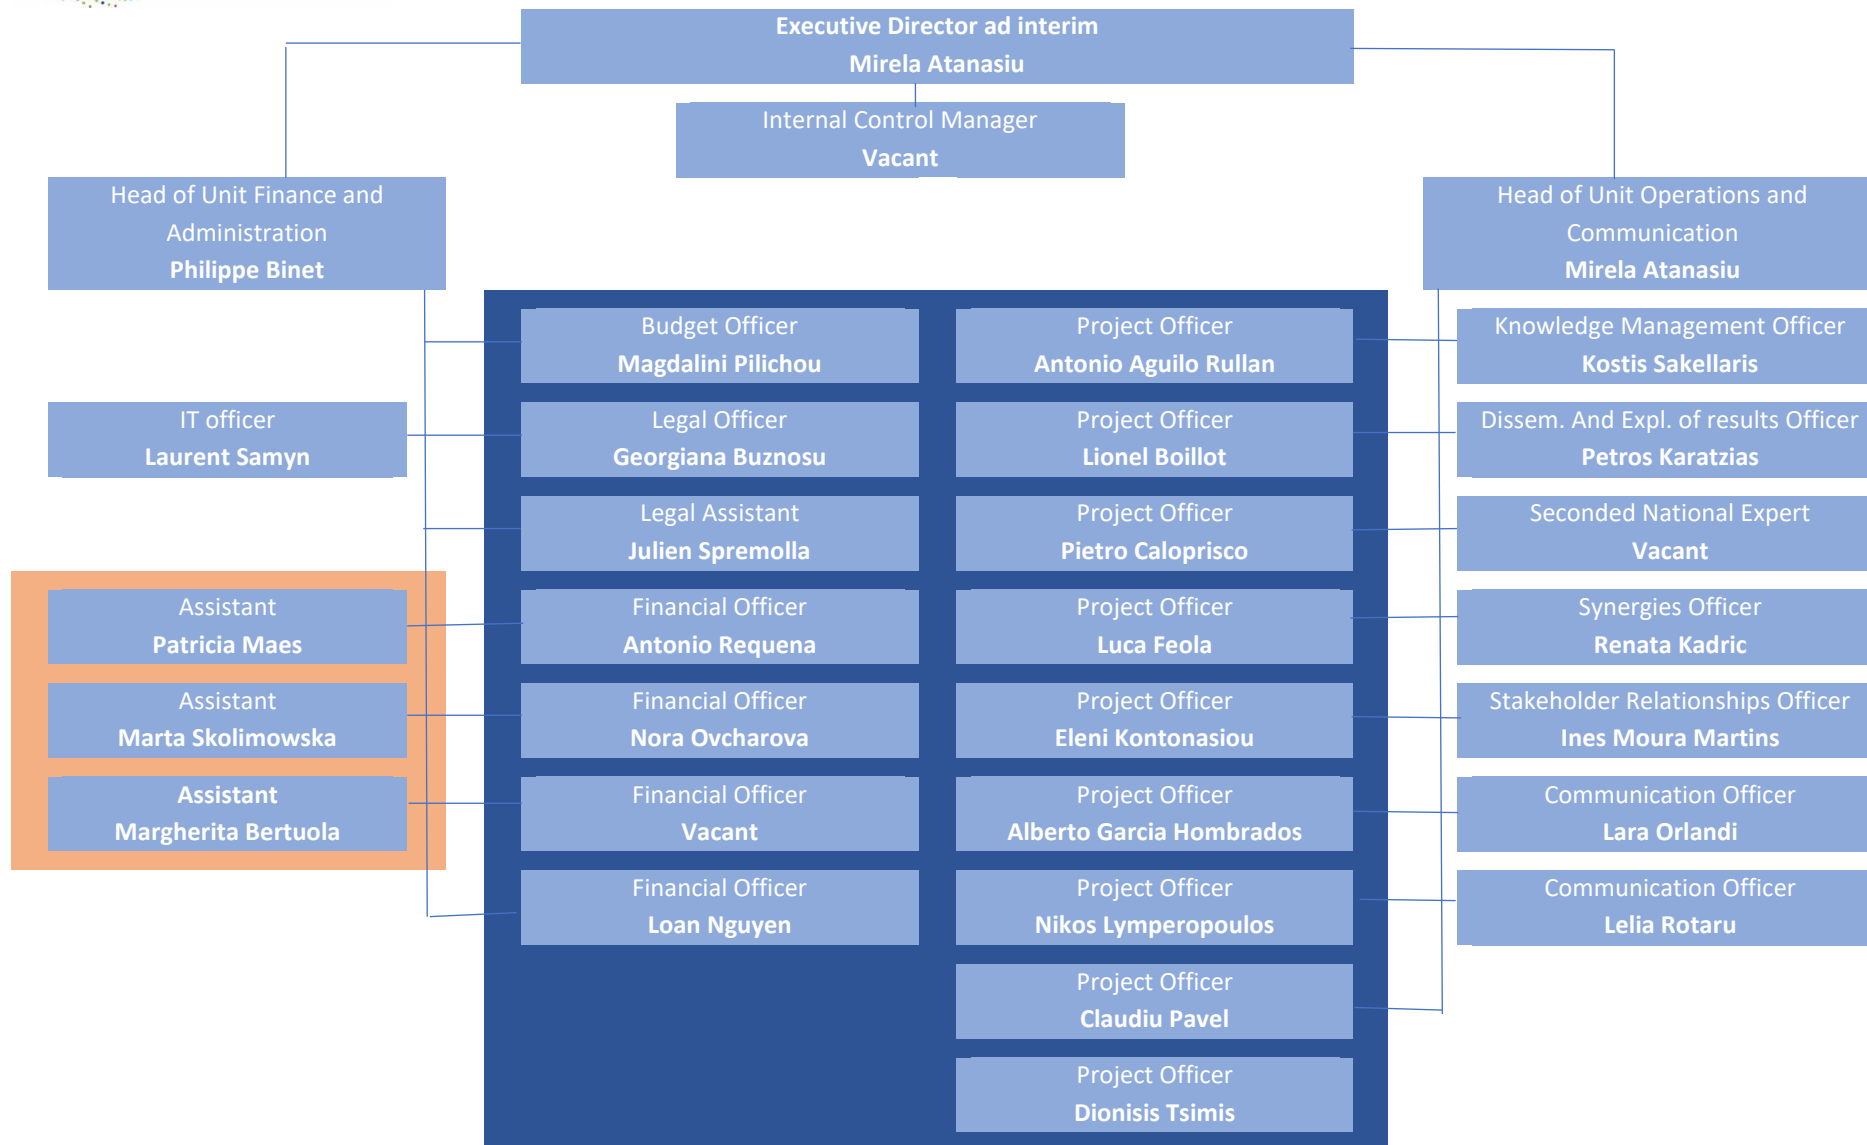 Executive Director ad interim
Mirela Atanasiu
Internal Control Manager
Vacant
Head of Unit Finance and
Administration
Philippe Binet
Head of Unit Operations and
Communication
Mirela Atanasiu
Budget Officer
Magdalini Pilichou
Project Officer
Antonio Aguilo Rullan
Knowledge Management Officer
Kostis Sakellaris
IT officer
Laurent Samyn
Legal Officer
Georgiana Buznosu
Project Officer
Lionel Boillot
Dissem. And Expl. of results Officer
Petros Karatzias
Legal Assistant
Julien Spremolla
Project Officer
Pietro Caloprisco
Seconded National Expert
Vacant
Assistant
Patricia Maes
Financial Officer
Antonio Requena
Project Officer
Luca Feola
Synergies Officer
Renata Kadric
Assistant
Marta Skolimowska
Financial Officer
Nora Ovcharova
Project Officer
Eleni Kontonasiou
Stakeholder Relationships Officer
Ines Moura Martins
Assistant
Margherita Bertuola
Financial Officer
Vacant
Project Officer
Alberto Garcia Hombrados
Communication Officer
Lara Orlandi
Financial Officer
Loan Nguyen
Project Officer
Nikos Lymperopoulos
Communication Officer
Lelia Rotaru
Project Officer
Claudiu Pavel
Project Officer
Dionisis Tsimis